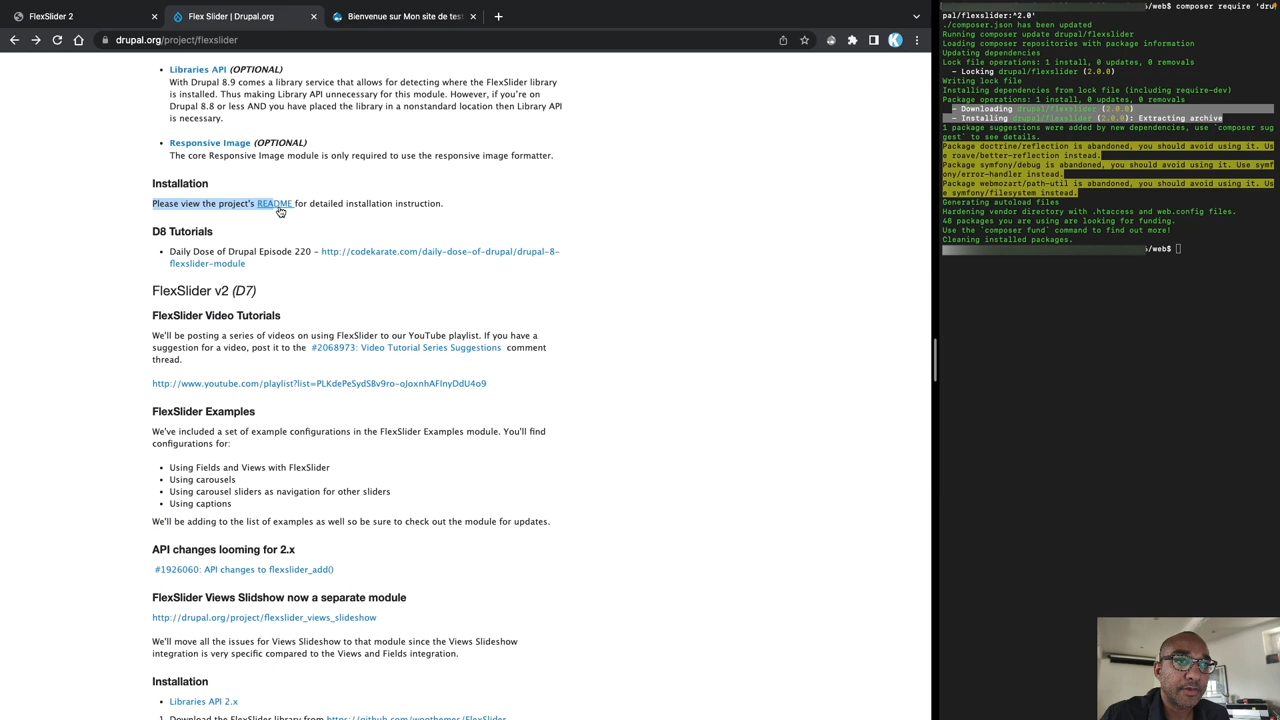 FlexSlider 2
Flex Slider | Drupal.org
Bienvenue sur Mon site de test
drupal.org/project/flexslider
Libraries API (OPTIONAL)
With Drupal 8.9 comes a library service that allows for detecting where the FlexSlider library
is installed. Thus making Library API unnecessary for this module. However, if you're on
Drupal 8.8 or less AND you have placed the library in a nonstandard location then Library API
is necessary.
Responsive Image (OPTIONAL)
The core Responsive Image module is only required to use the responsive image formatter.
Installation
Please view the project's README for detailed installation instruction.
D8 Tutorials
Daily Dose of Drupal Episode 220 – http://codekarate.com/daily-dose-of-drupal/drupal-8-
flexslider-module
FlexSlider v2 (D7)
FlexSlider Video Tutorials
We'll be posting a series of videos on using FlexSlider to our YouTube playlist. If you have a
suggestion for a video, post it to the #2068973: Video Tutorial Series Suggestions comment
thread.
http://www.youtube.com/playlist?list=PLKdePeSydSBv9ro-oJoxnhAFlnyDdU4o9
FlexSlider Examples
We've included a set of example configurations in the FlexSlider Examples module. You'll find
configurations for:
Using Fields and Views with FlexSlider
Using carousels
Using carousel sliders as navigation for other sliders
Using captions
We'll be adding to the list of examples as well so be sure to check out the module for updates.
API changes looming for 2.x
#1926060: API changes to flexslider_add()
FlexSlider Views Slidshow now a separate module
http://drupal.org/project/flexslider_views_slideshow
We'll move all the issues for Views Slideshow to that module since the Views Slideshow
integration is very specific compared to the Views and Fields integration.
Installation
Libraries API 2.x
1. Download the FlexSlider library from https://github.com/woothemes/FlexSlider
6/web$ composer require 'dru
pal/flexslider:^2.0'
./composer.json has been updated
Running composer update drupal/flexslider
Loading composer repositories with package information
Updating dependencies
Lock file operations: 1 install, 0 updates, 0 removals
- Locking drupal/flexslider (2.0.0)
Writing lock file
Installing dependencies from lock file (including require-dev)
Package operations: 1 install, 0 updates, 0 removals
- Downloading drupal/flexslider (2.0.0)
- Installing drupal/flexslider (2.0.0): Extracting archive
1 package suggestions were added by new dependencies, use `composer sug
gest` to see details.
Package doctrine/reflection is abandoned, you should avoid using it. Us
e roave/better-reflection instead.
Package symfony/debug is abandoned, you should avoid using it. Use symf
ony/error-handler instead.
Package webmozart/path-util is abandoned, you should avoid using it. Us
e symfony/filesystem instead.
Generating autoload files
Hardening vendor directory with .htaccess and web.config files.
48 packages you are using are looking for funding.
Use the `composer fund` command to find out more!
Cleaning installed packages.
6/web$